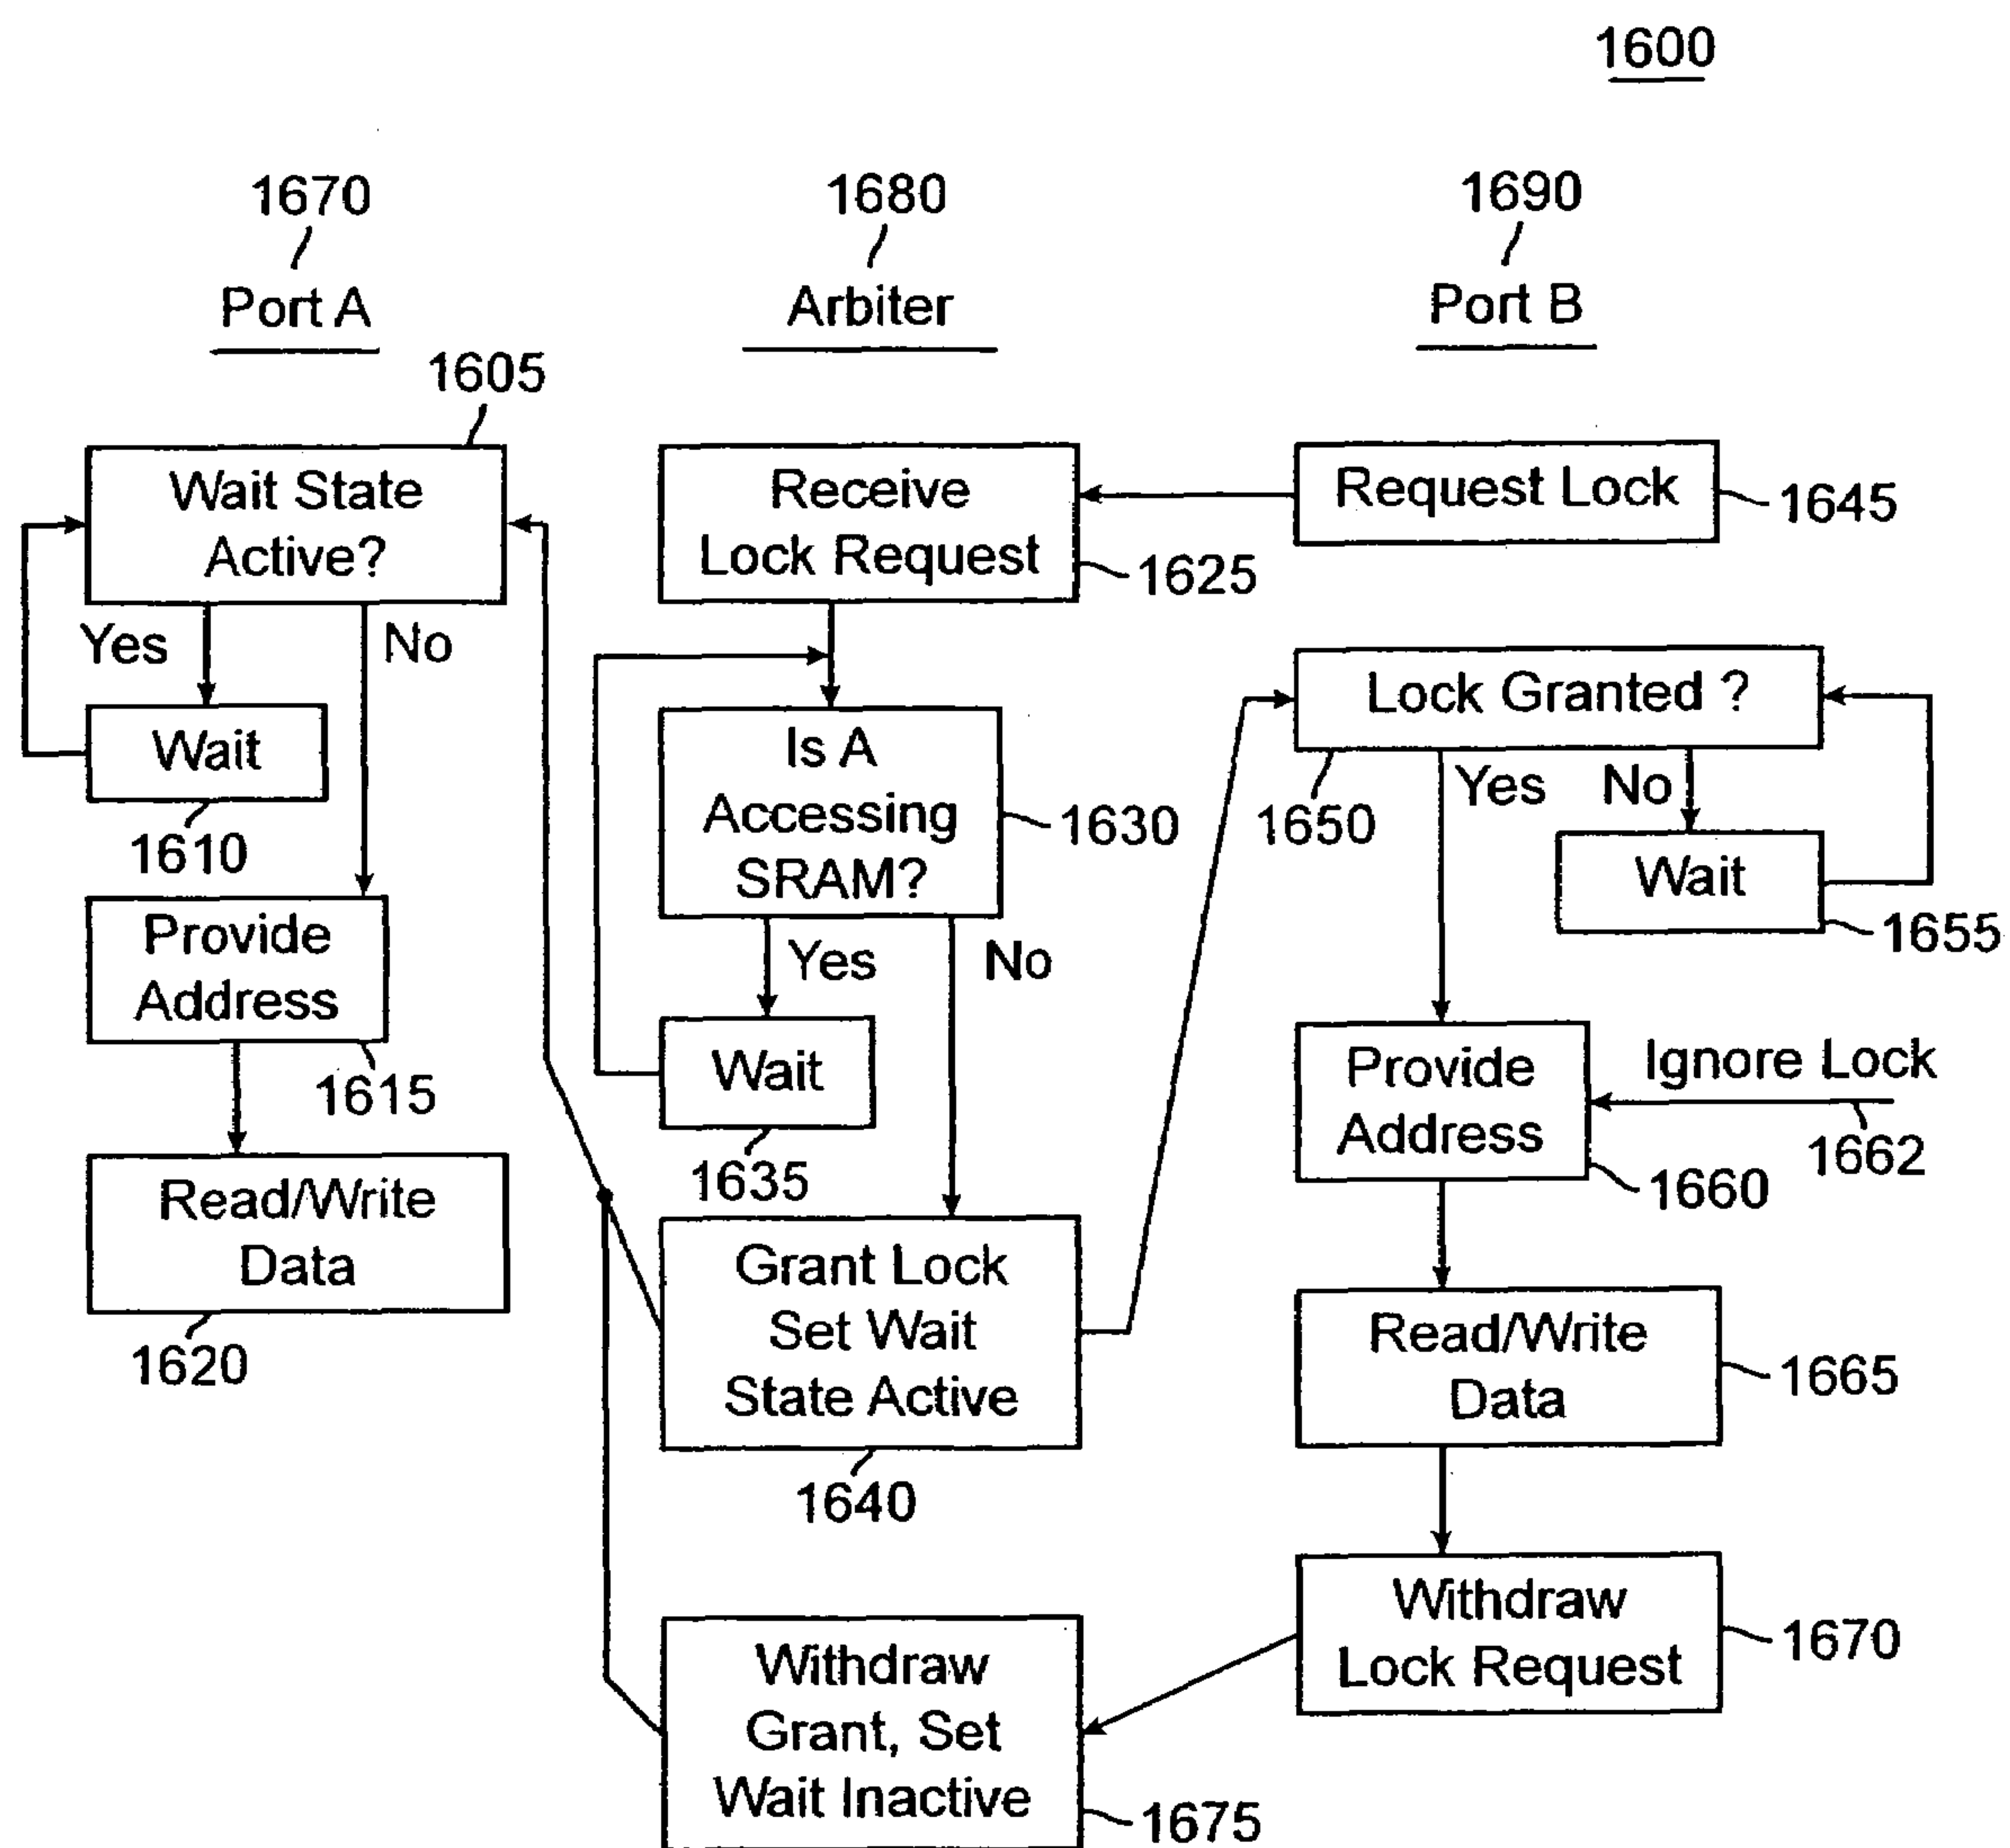 1600
1670
1680
1690
Port A
Arbiter
Port B
1605
Wait State
Active?
Receive
Lock Request
1625
Request Lock
1645
Yes
No
Wait
1610
Is A
Accessing
SRAM?
1630
Lock Granted ?
1650
Yes
No
Wait
1655
Provide
Address
1615
Yes
No
Wait
1635
Provide
Address
1660
Ignore Lock
1662
Read/Write
Data
1620
Grant Lock
Set Wait
State Active
1640
Read/Write
Data
1665
Withdraw
Lock Request
1670
Withdraw
Grant, Set
Wait Inactive
1675